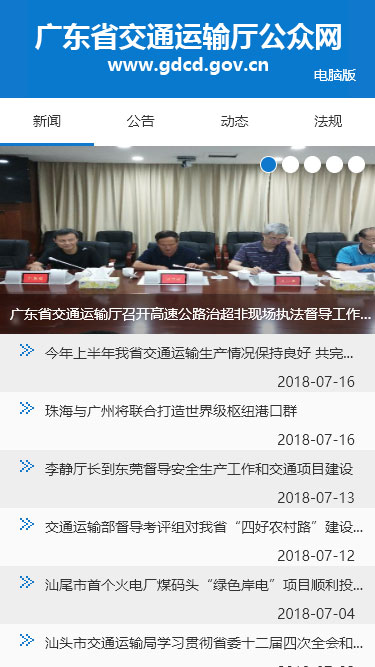 广东省交通运输厅公众网
www.gdcd.gov.cn
电脑版
新闻 公告 动态 法规
广东省交通运输厅召开高速公路治超非现场执法督导工作...
今年上半年我省交通运输生产情况保持良好 共完...
2018-07-16
珠海与广州将联合打造世界级枢纽港口群
2018-07-16
李静厅长到东莞督导安全生产工作和交通项目建设
2018-07-13
交通运输部督导考评组对我省“四好农村路”建设...
2018-07-12
汕尾市首个火电厂煤码头“绿色岸电”项目顺利投...
2018-07-04
汕头市交通运输局学习贯彻省委十二届四次全会和...